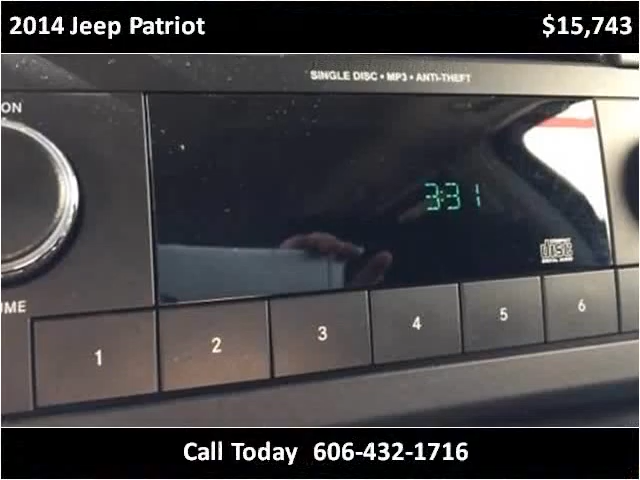 2014 Jeep Patriot $15,743
SINGLE DISC • MP3 • ANTI-THEFT
ON
3:31
disc
UME
1 2 3 4 5 6
Call Today 606-432-1716